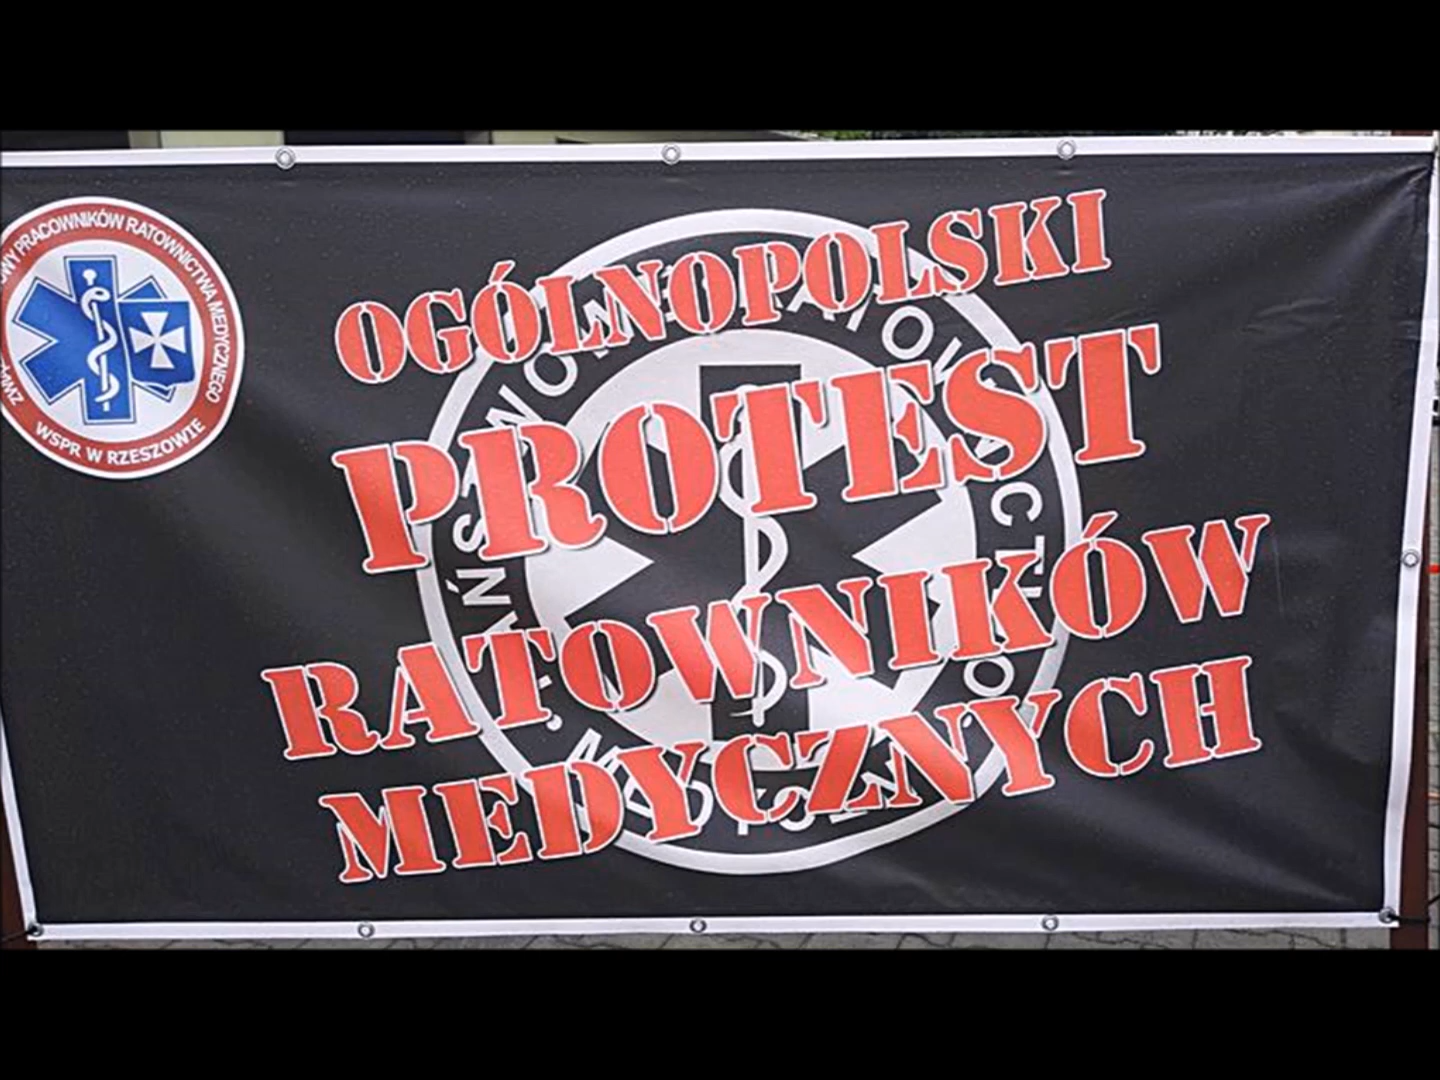 OGÓLNOPOLSKI
PROTEST
RATOWNIKÓW
MEDYCZNYCH
PRACOWNIKÓW RATOWNICTWA MEDYCZNEGO
WSPR W RZESZOWIE